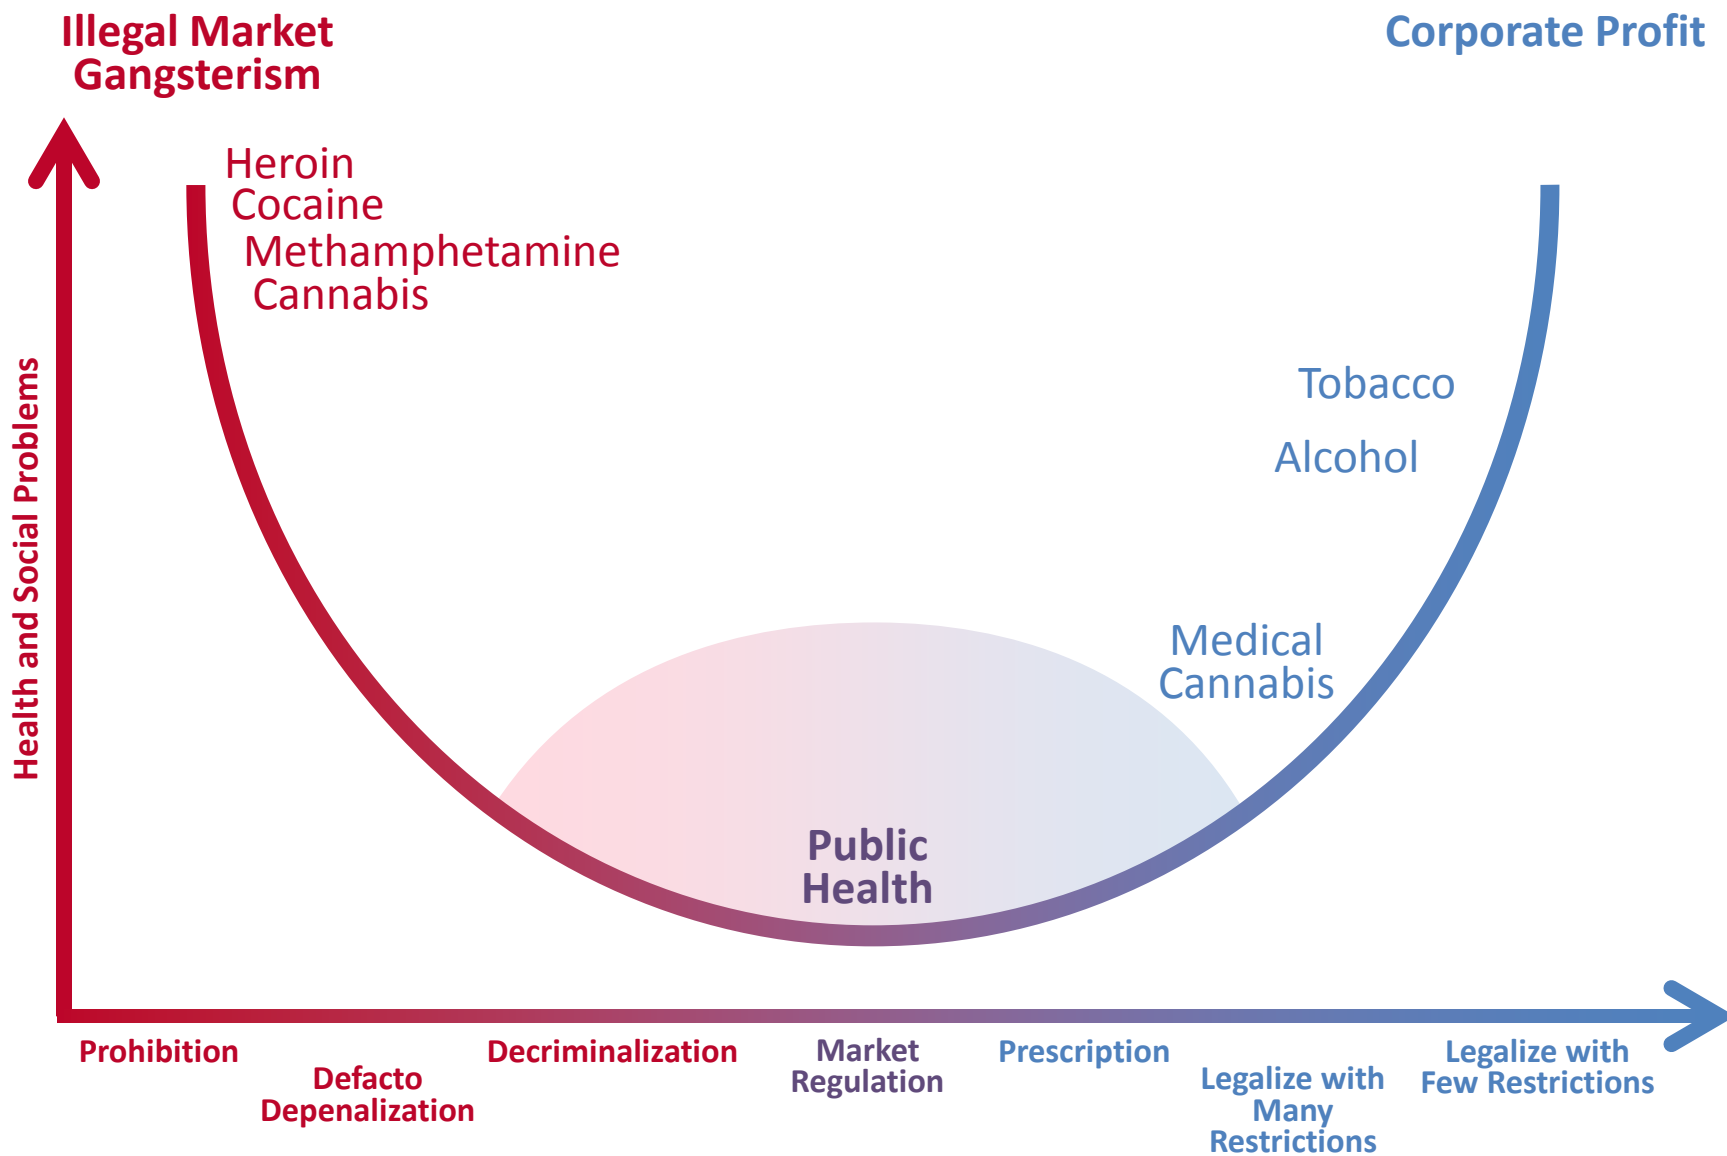 Illegal Market
Gangsterism
Corporate Profit
Heroin
Cocaine
Methamphetamine
Cannabis
Health and Social Problems
Tobacco
Alcohol
Medical
Cannabis
Public
Health
Prohibition
Defacto
Depenalization
Decriminalization
Market
Regulation
Prescription
Legalize with
Many
Restrictions
Legalize with
Few Restrictions